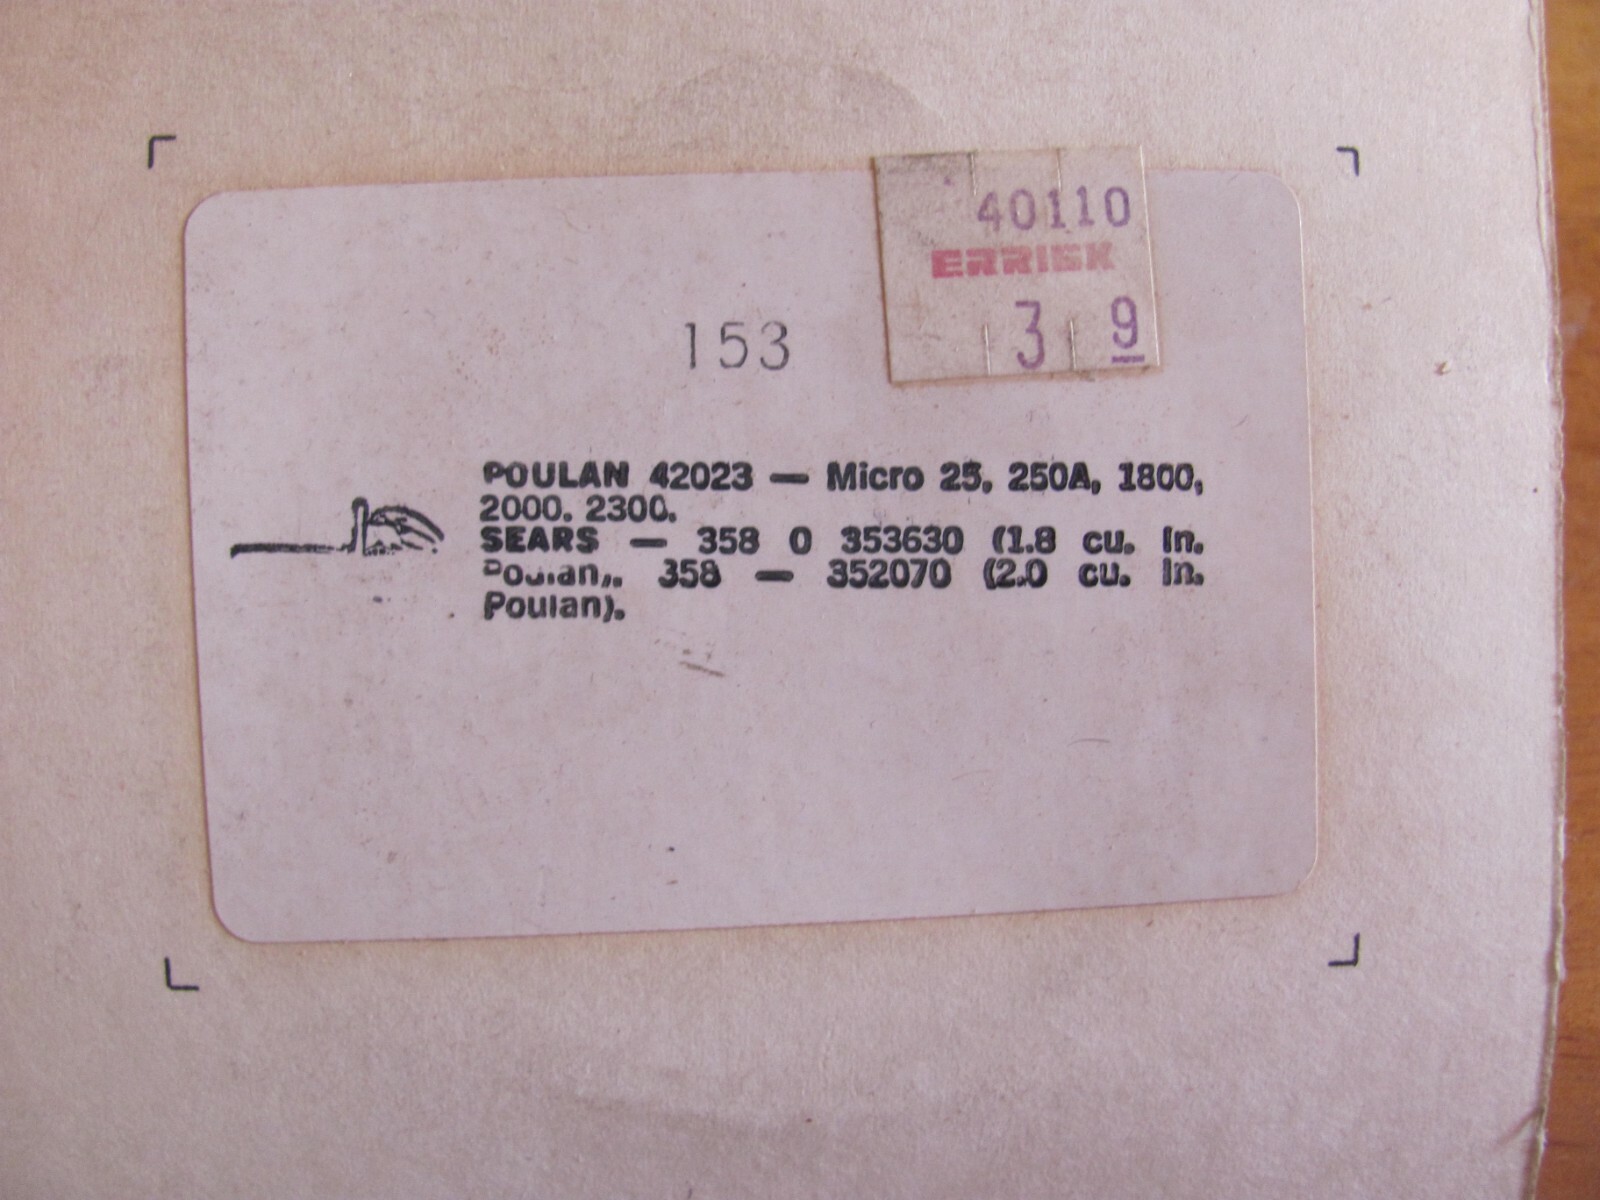 40110
3 9
153
POULAN 42023 — Micro 25, 250A, 1800,
2000, 2300.
SEARS — 358 0 353630 (1.8 cu. in.
Poulan), 358 — 352070 (2.0 cu. in.
Poulan).